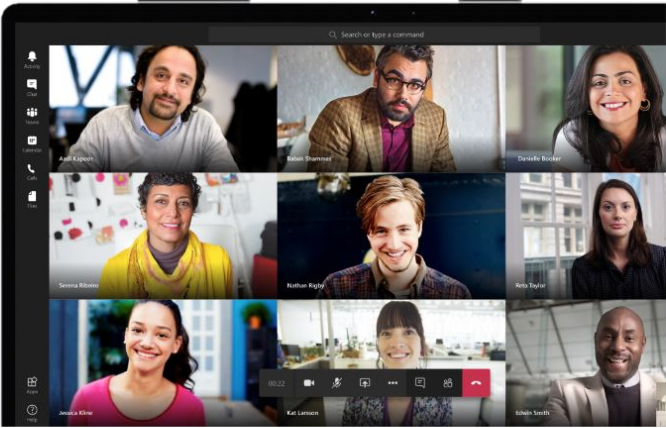 Search or type a command
Activity
Chat
Teams
Calendar
Calls
Files
Aadi Kapoor
Babak Shammas
Danielle Booker
Serena Ribeiro
Nathan Rigby
Reta Taylor
Jessica Kline
Kat Larsson
Edwin Smith
00:22
Apps
Help